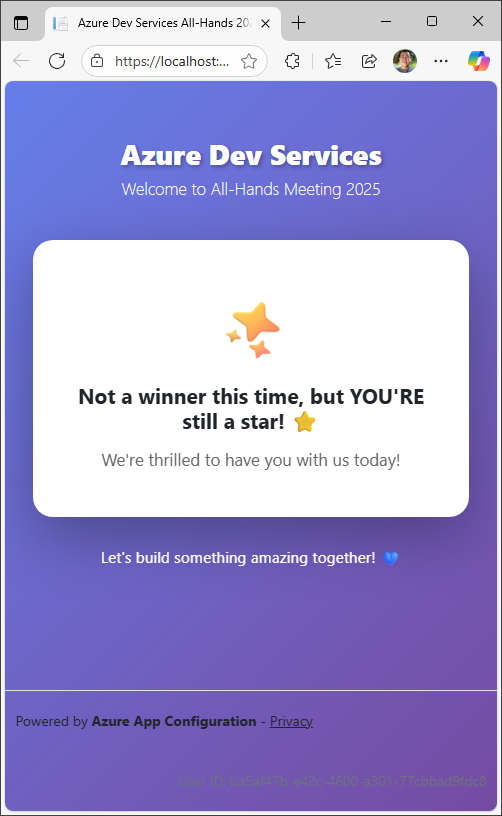 Azure Dev Services All-Hands 202
https://localhost:...
Azure Dev Services
Welcome to All-Hands Meeting 2025
Not a winner this time, but YOU'RE
still a star! ⭐
We're thrilled to have you with us today!
Let's build something amazing together! 💙
Powered by Azure App Configuration - Privacy
User ID: ba5af47b-e42c-4600-a301-77cbbad9fdc8